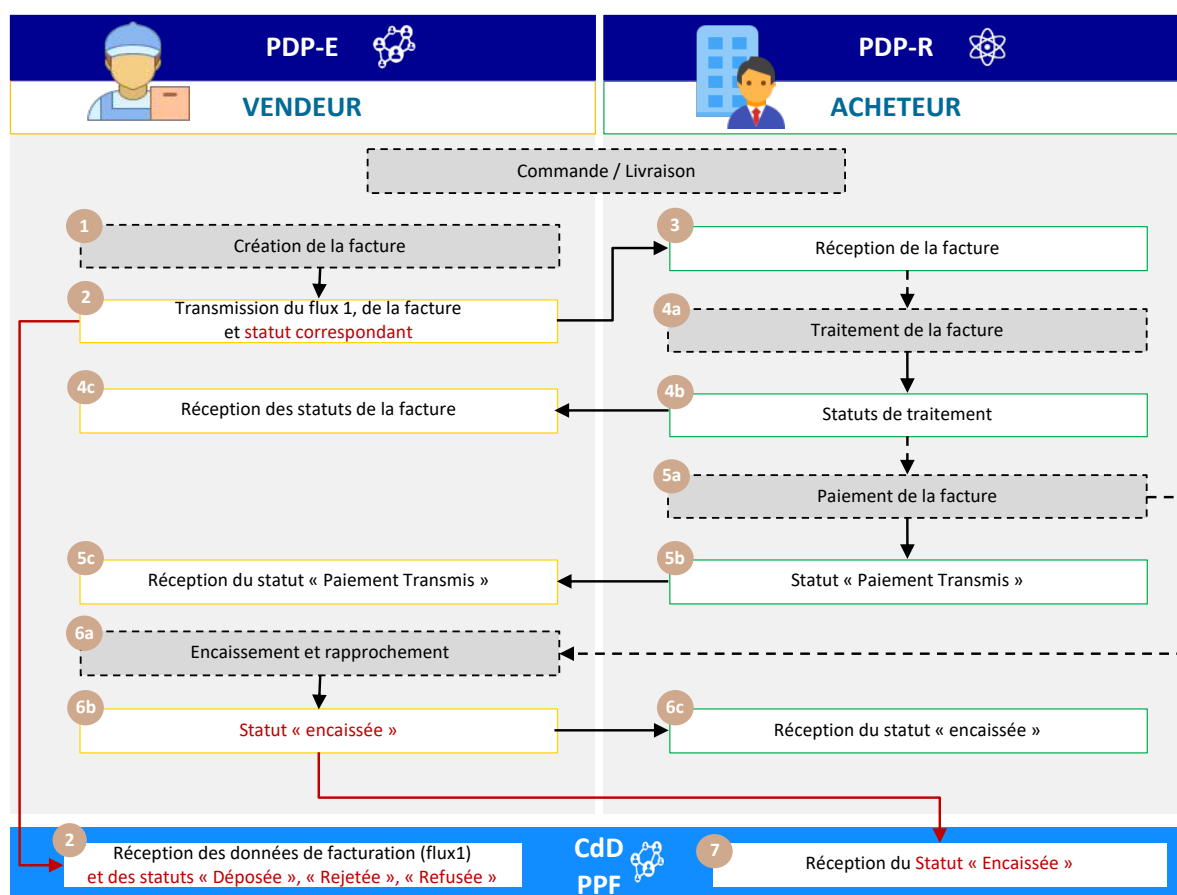 PDP-E
PDP-R
VENDEUR
ACHETEUR
Commande / Livraison
1
Création de la facture
3
Réception de la facture
2
Transmission du flux 1, de la facture
et statut correspondant
4a
Traitement de la facture
4c
Réception des statuts de la facture
4b
Statuts de traitement
5a
Paiement de la facture
5c
Réception du statut « Paiement Transmis »
5b
Statut « Paiement Transmis »
6a
Encaissement et rapprochement
6b
Statut « encaissée »
6c
Réception du statut « encaissée »
2
Réception des données de facturation (flux1)
et des statuts « Déposée », « Rejetée », « Refusée »
CdD
PPF
7
Réception du Statut « Encaissée »